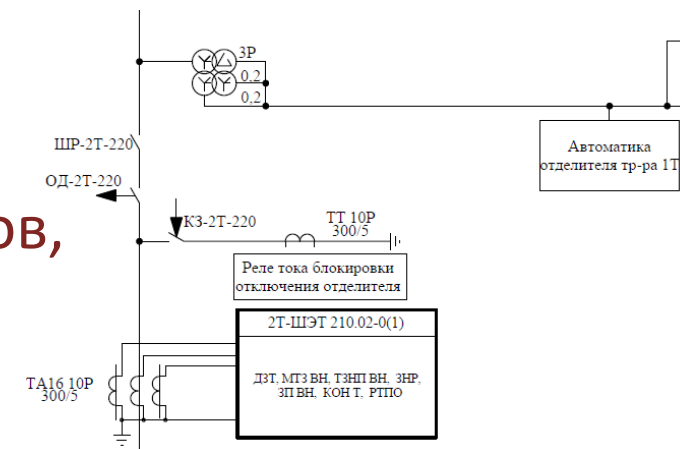 3Р
0,2
0,2
ШР-2Т-220
ОД-2Т-220
Автоматика
отделителя тр-ра 1Т
ов,
КЗ-2Т-220
ТТ 10Р
300/5
Реле тока блокировки
отключения отделителя
2Т-ШЭТ 210.02-0(1)
ДЗТ, МТЗ ВН, ТЗНП ВН, ЗНР,
ЗП ВН, КОН Т, РТПО
ТА16 10Р
300/5